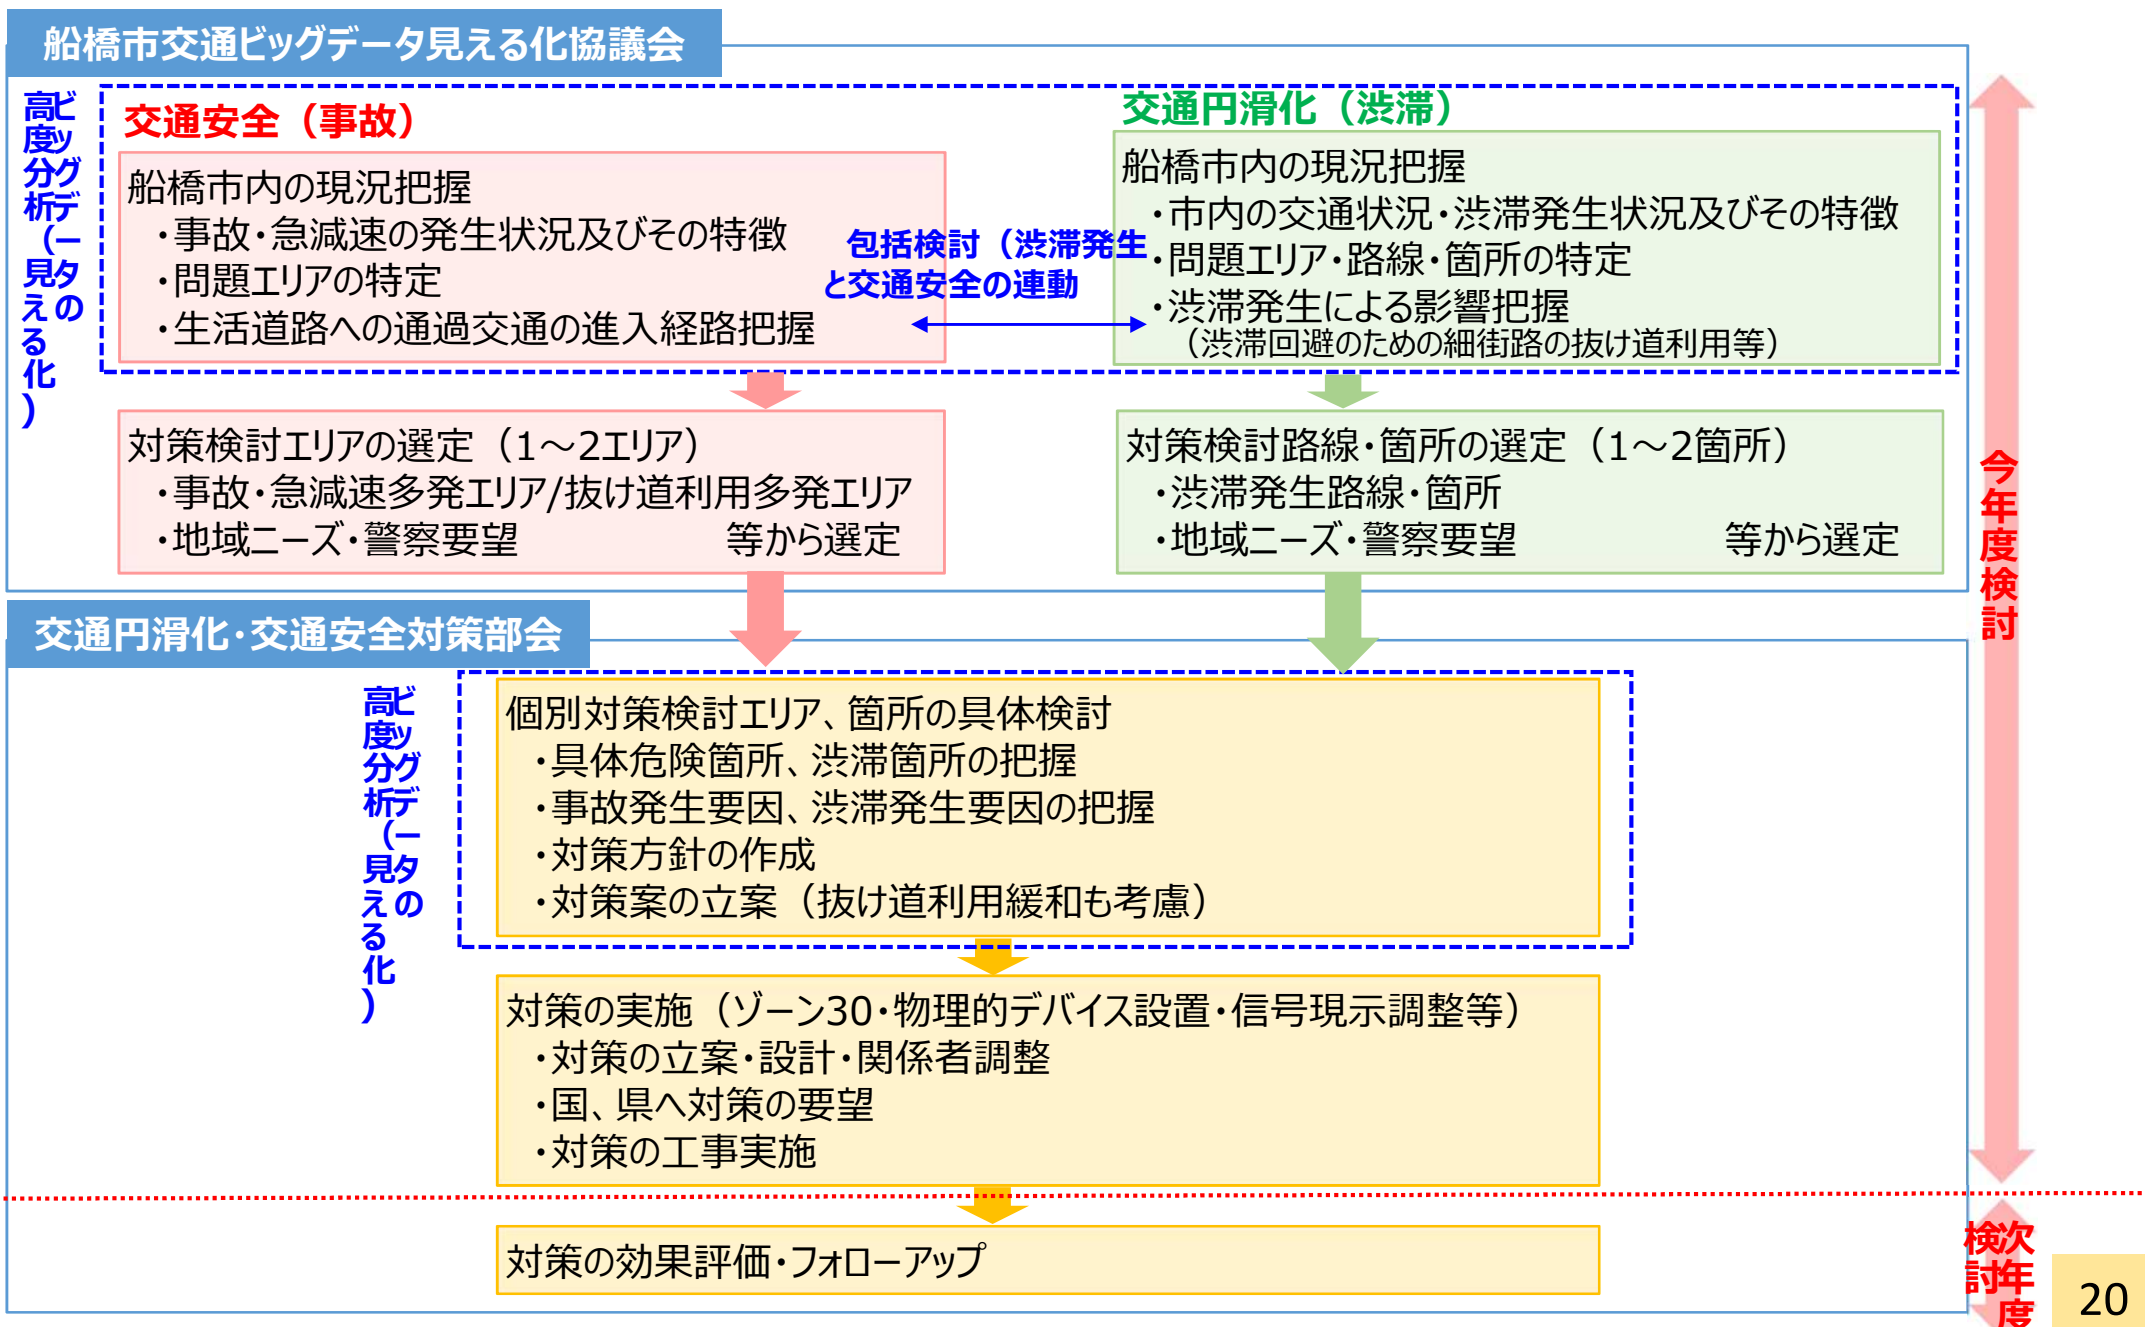 船橋市交通ビッグデータ見える化協議会
ビッグデータの
高度分析（見える化）
交通安全（事故）
船橋市内の現況把握
・事故・急減速の発生状況及びその特徴
・問題エリアの特定
・生活道路への通過交通の進入経路把握
包括検討（渋滞発生
と交通安全の連動
交通円滑化（渋滞）
船橋市内の現況把握
・市内の交通状況・渋滞発生状況及びその特徴
・問題エリア・路線・箇所の特定
・渋滞発生による影響把握
（渋滞回避のための細街路の抜け道利用等）
対策検討エリアの選定（1～2エリア）
・事故・急減速多発エリア/抜け道利用多発エリア
・地域ニーズ・警察要望　等から選定
対策検討路線・箇所の選定（1～2箇所）
・渋滞発生路線・箇所
・地域ニーズ・警察要望　等から選定
今年度検討
交通円滑化・交通安全対策部会
ビッグデータの
高度分析（見える化）
個別対策検討エリア、箇所の具体検討
・具体危険箇所、渋滞箇所の把握
・事故発生要因、渋滞発生要因の把握
・対策方針の作成
・対策案の立案（抜け道利用緩和も考慮）
対策の実施（ゾーン30・物理的デバイス設置・信号現示調整等）
・対策の立案・設計・関係者調整
・国、県へ対策の要望
・対策の工事実施
対策の効果評価・フォローアップ
次年度
検討
20